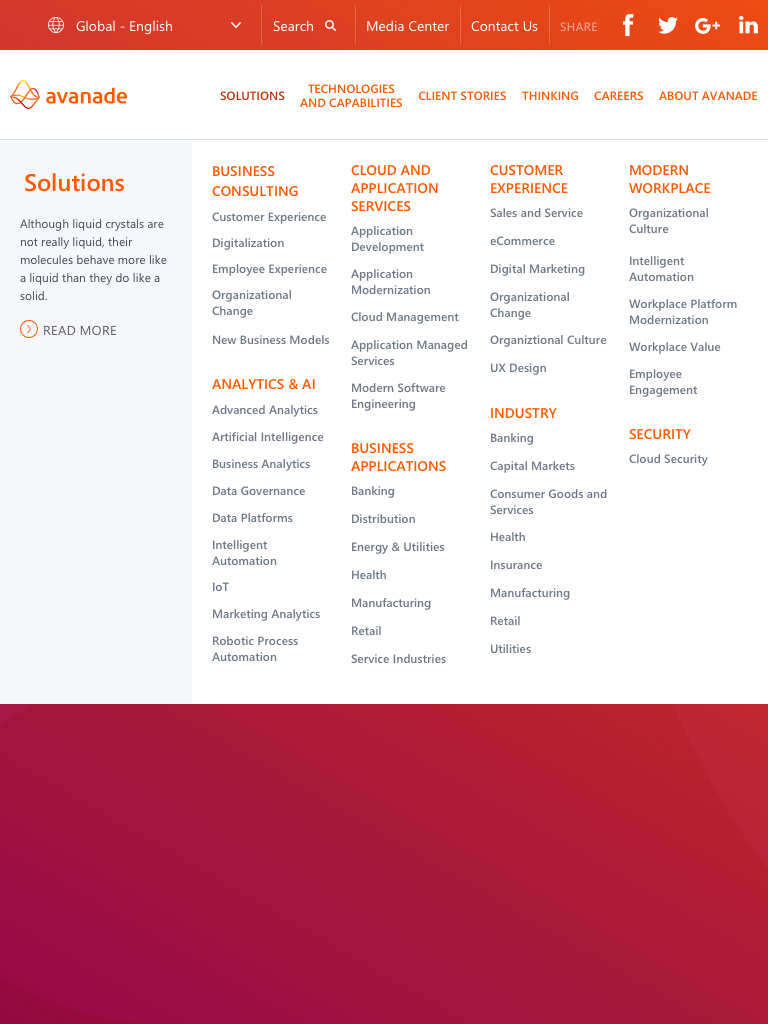 Global - English
Search
Media Center
Contact Us
SHARE
avanade
SOLUTIONS
TECHNOLOGIES
AND CAPABILITIES
CLIENT STORIES
THINKING
CAREERS
ABOUT AVANADE
Solutions
Although liquid crystals are
not really liquid, their
molecules behave more like
a liquid than they do like a
solid.
READ MORE
BUSINESS
CONSULTING
Customer Experience
Digitalization
Employee Experience
Organizational
Change
New Business Models
ANALYTICS & AI
Advanced Analytics
Artificial Intelligence
Business Analytics
Data Governance
Data Platforms
Intelligent
Automation
IoT
Marketing Analytics
Robotic Process
Automation
CLOUD AND
APPLICATION
SERVICES
Application
Development
Application
Modernization
Cloud Management
Application Managed
Services
Modern Software
Engineering
BUSINESS
APPLICATIONS
Banking
Distribution
Energy & Utilities
Health
Manufacturing
Retail
Service Industries
CUSTOMER
EXPERIENCE
Sales and Service
eCommerce
Digital Marketing
Organizational
Change
Organiztional Culture
UX Design
INDUSTRY
Banking
Capital Markets
Consumer Goods and
Services
Health
Insurance
Manufacturing
Retail
Utilities
MODERN
WORKPLACE
Organizational
Culture
Intelligent
Automation
Workplace Platform
Modernization
Workplace Value
Employee
Engagement
SECURITY
Cloud Security